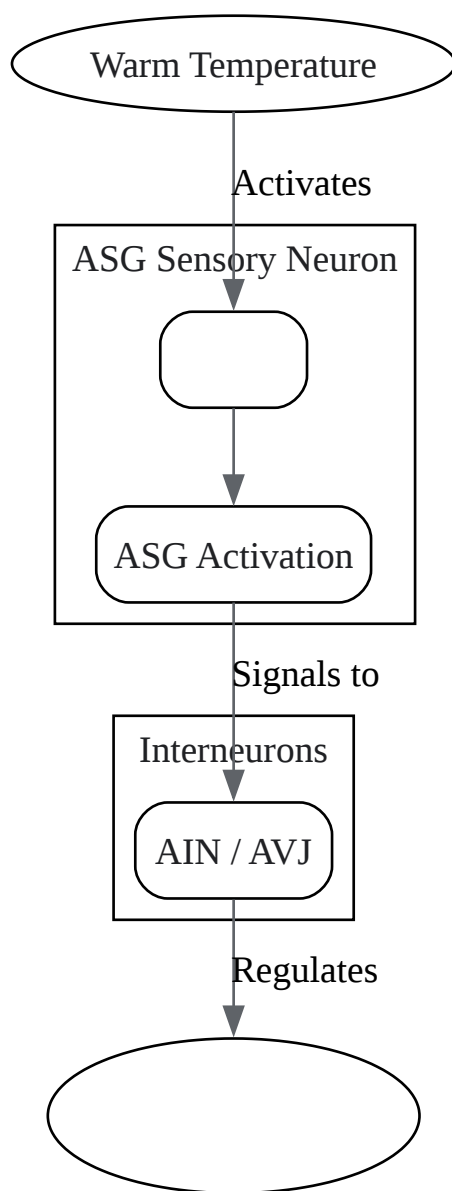 Warm Temperature
Activates
ASG Sensory Neuron
ASG Activation
Signals to
Interneurons
AIN / AVJ
Regulates